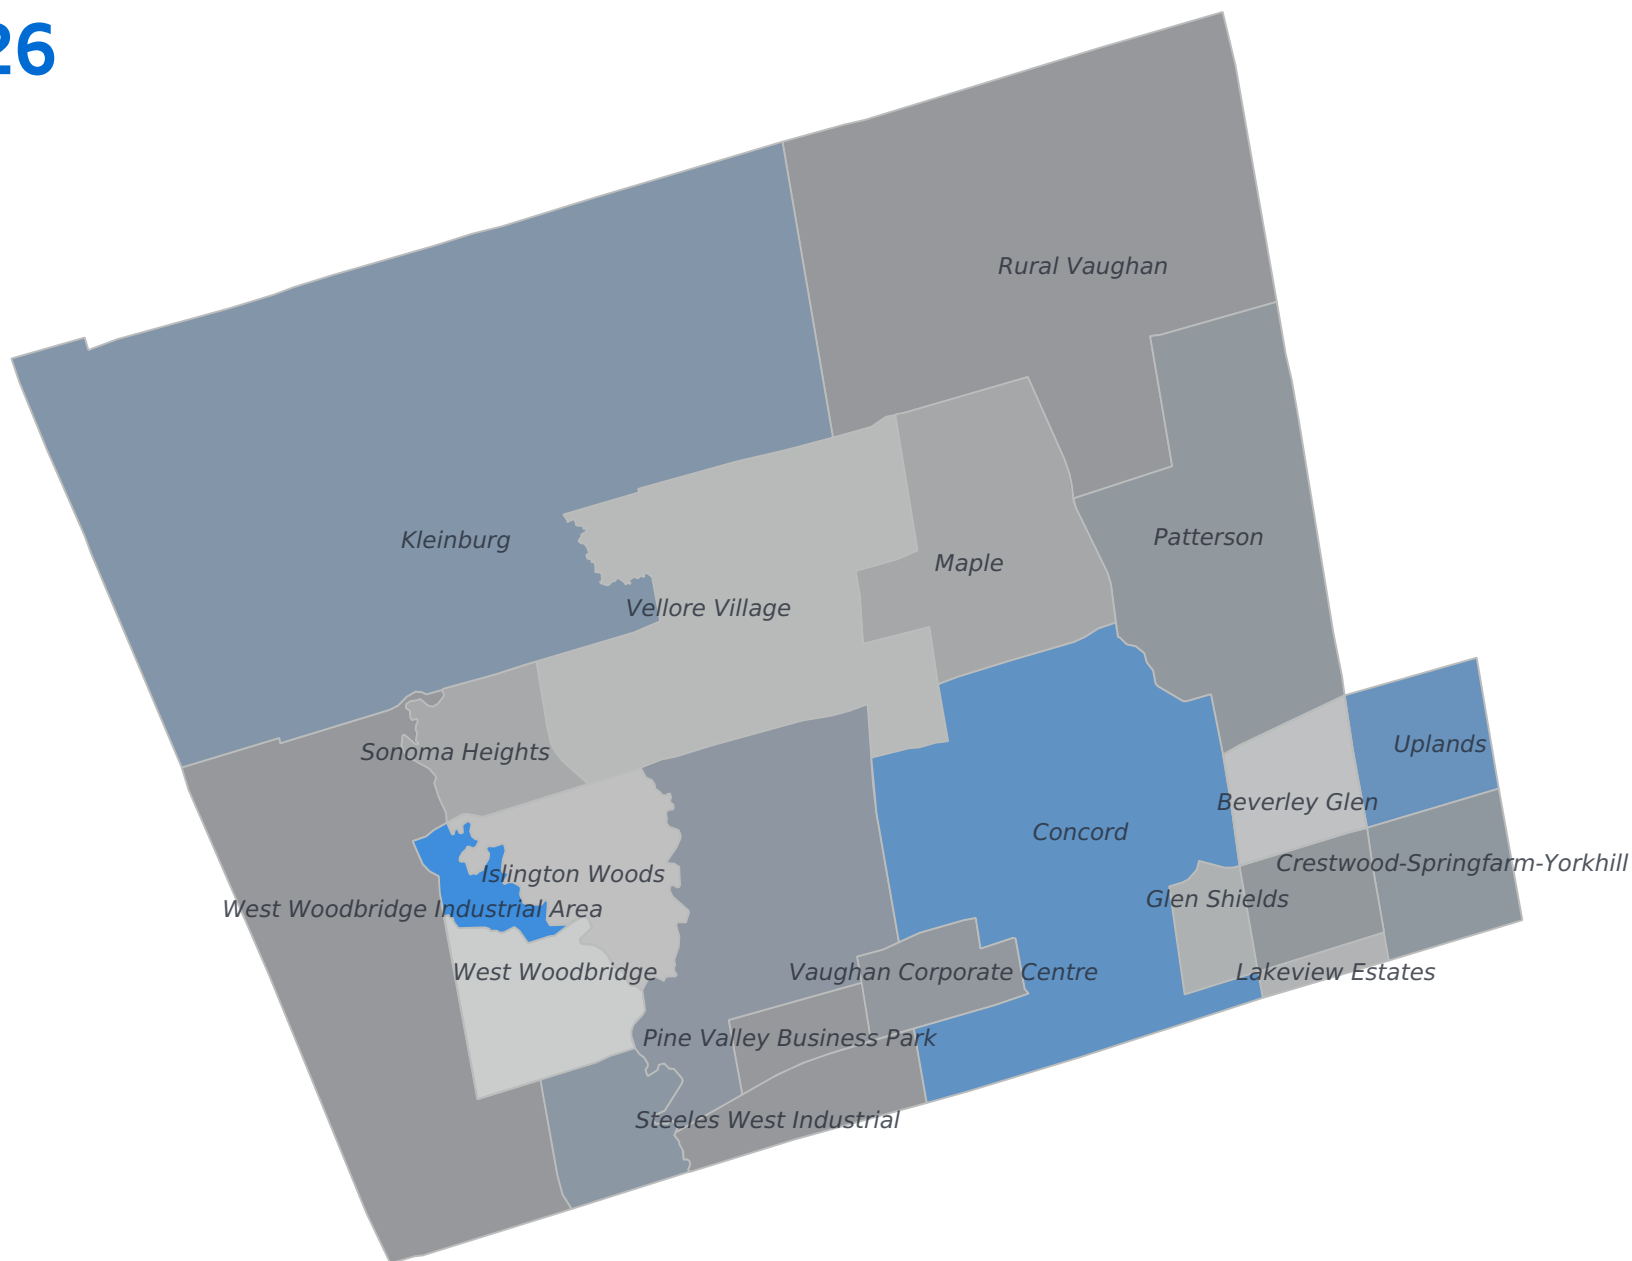 26
Rural Vaughan
Kleinburg
Patterson
Maple
Vellore Village
Sonoma Heights
Uplands
Beverley Glen
Concord
Crestwood-Springfarm-Yorkhill
Islington Woods
Glen Shields
West Woodbridge Industrial Area
West Woodbridge
Vaughan Corporate Centre
Lakeview Estates
Pine Valley Business Park
Steeles West Industrial